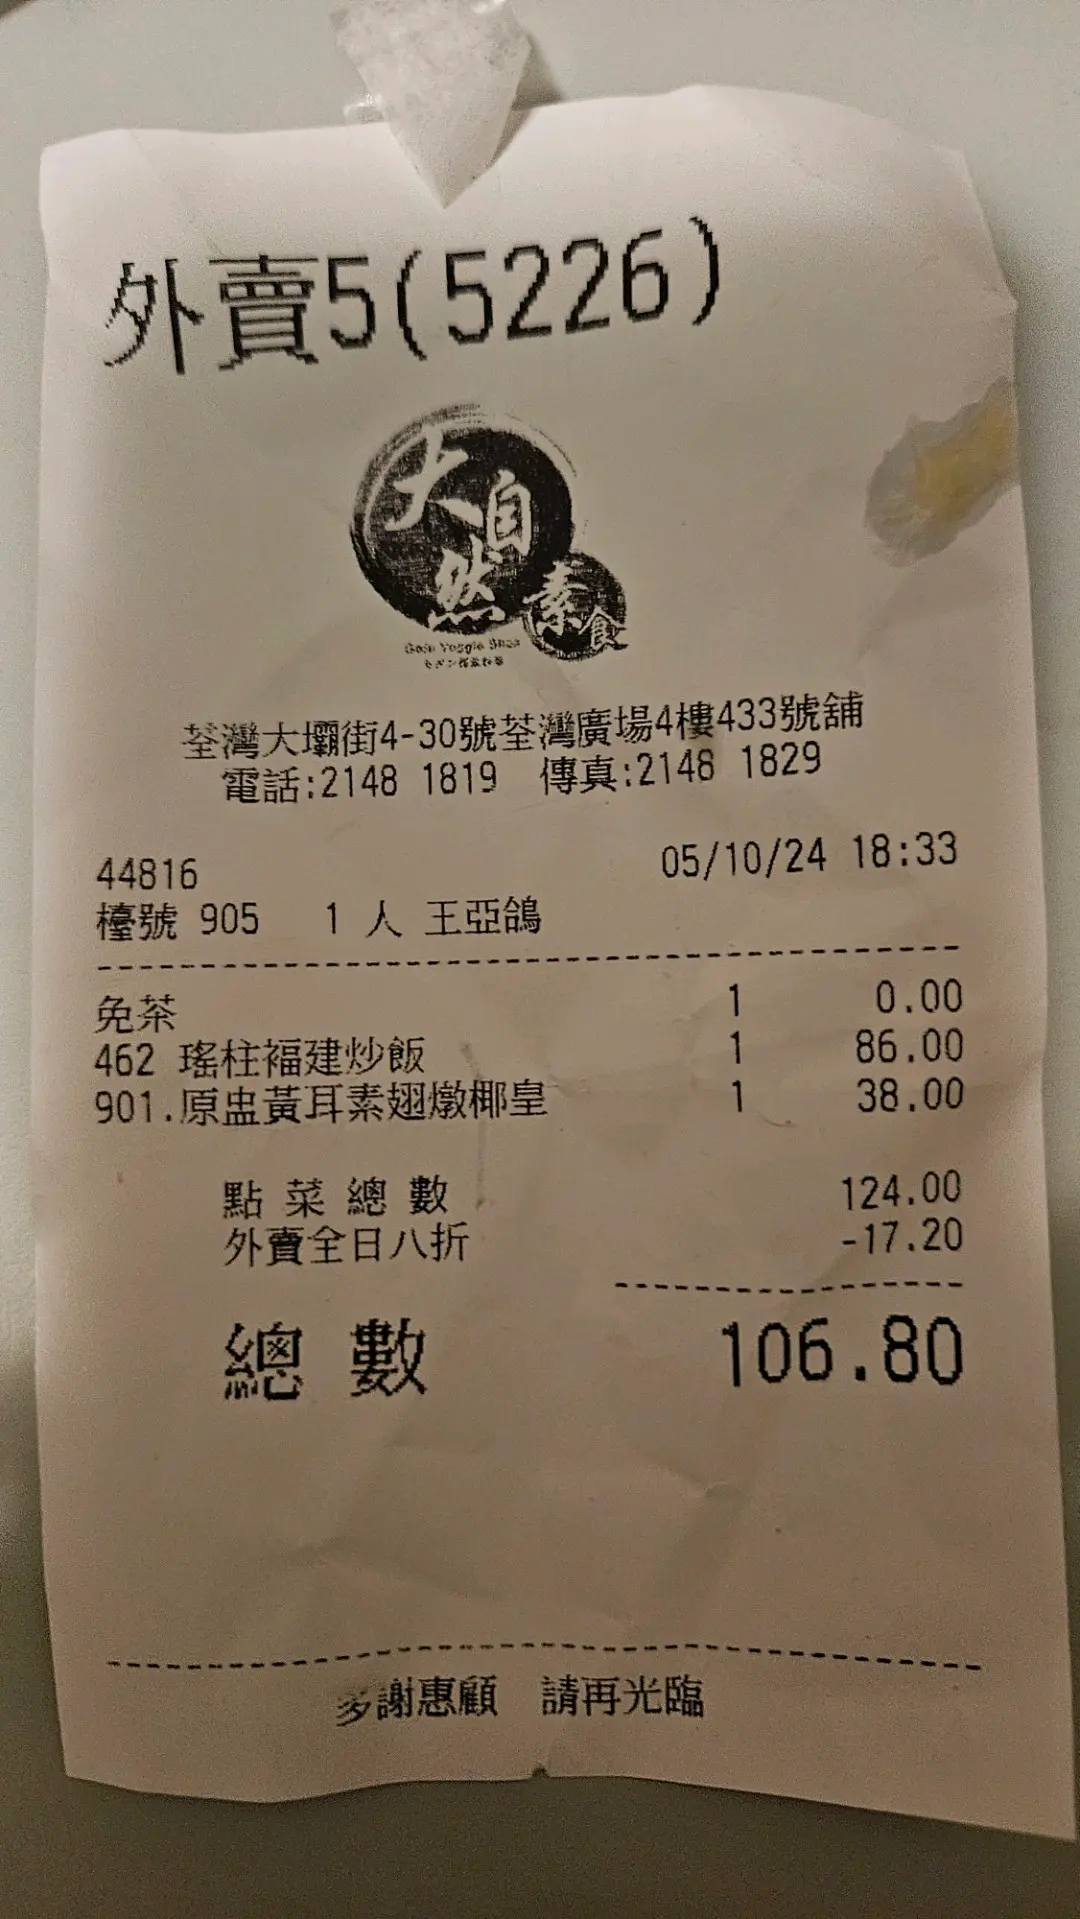 外賣5(5226)
大自然
素食
荃灣大壩街4-30號荃灣廣場4樓433號舖
電話:2148 1819 傳真:2148 1829
44816 05/10/24 18:33
檯號 905 1 人 王亞鴿
免茶 1 0.00
462 瑤柱福建炒飯 1 86.00
901.原盅黃耳素翅燉椰皇 1 38.00
點菜總數 124.00
外賣全日八折 -17.20
總數 106.80
多謝惠顧 請再光臨